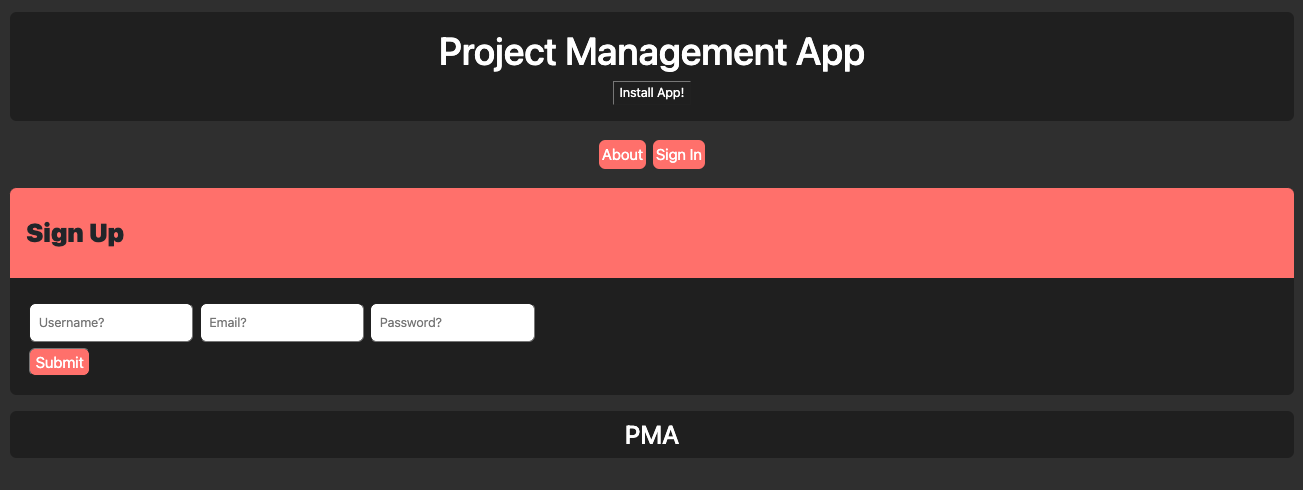 Project Management App
Install App!
About Sign In
Sign Up
Username? Email? Password?
Submit
PMA